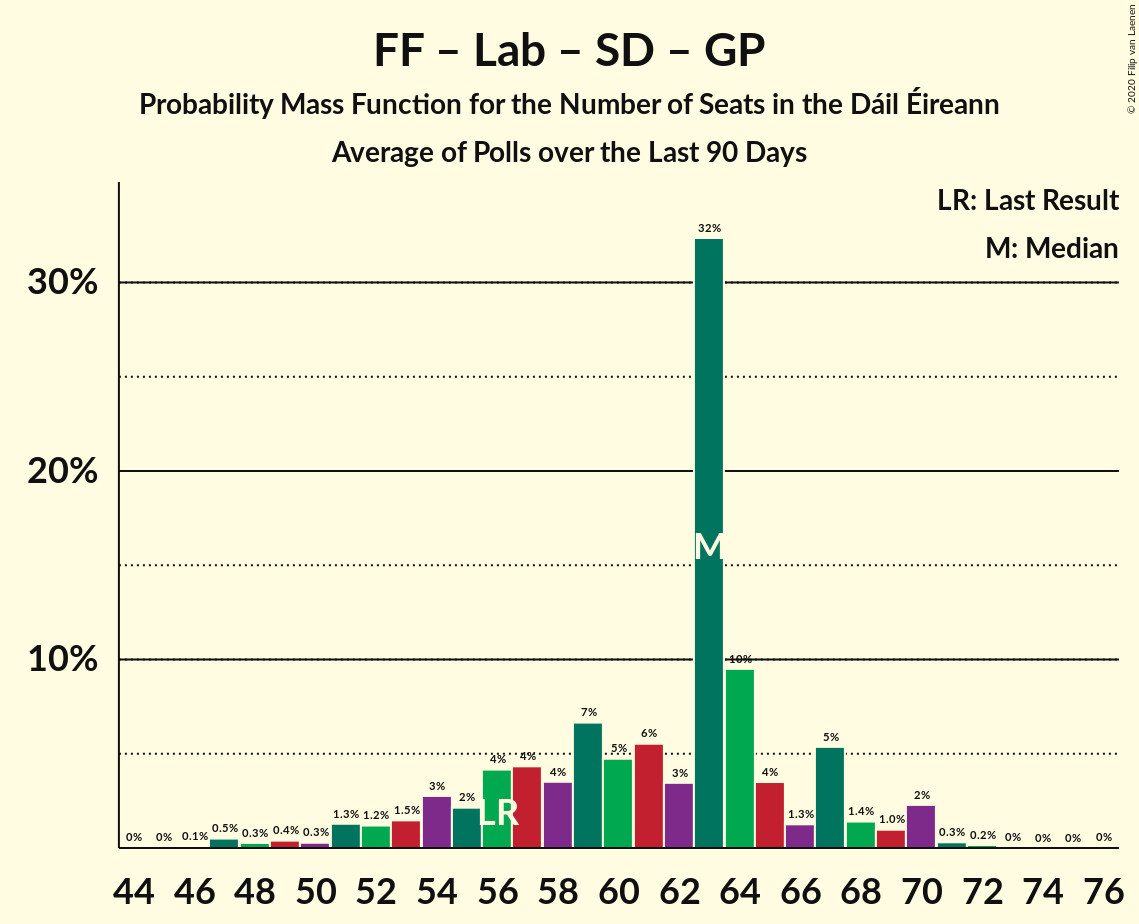 FF – Lab – SD – GP
Probability Mass Function for the Number of Seats in the Dáil Éireann
Average of Polls over the Last 90 Days
© 2020 Filip van Laenen
LR: Last Result
M: Median
30%
20%
10%
0% 0% 0.1% 0.5% 0.3% 0.4% 0.3% 1.3% 1.2% 1.5% 3% 2% 4% 4% 4% 7% 5% 6% 3% 32% 10% 4% 1.3% 5% 1.4% 1.0% 2% 0.3% 0.2% 0% 0% 0% 0%
LR
M
44 46 48 50 52 54 56 58 60 62 64 66 68 70 72 74 76